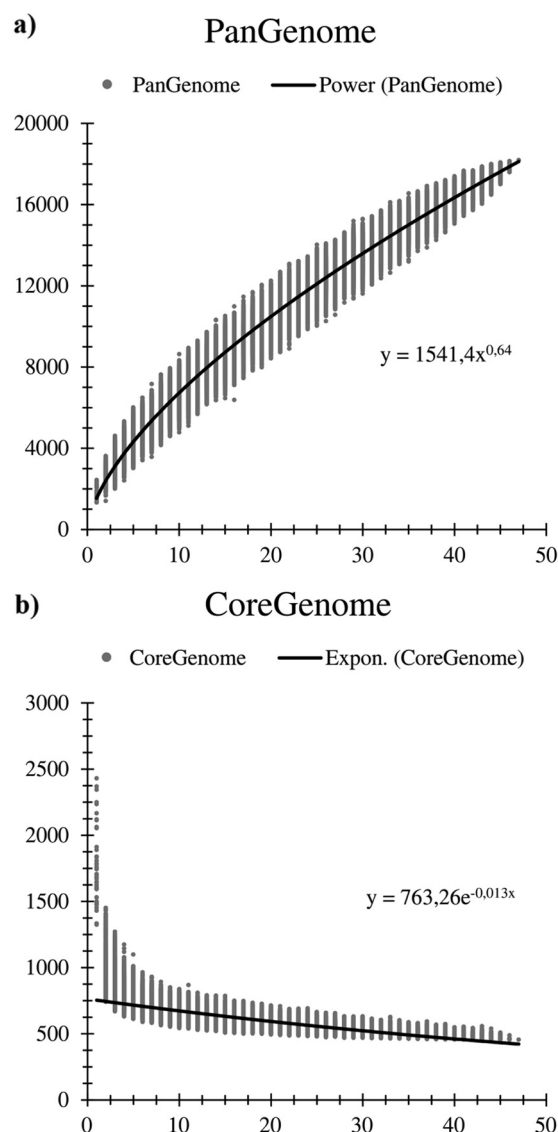 a)
PanGenome
PanGenome Power (PanGenome)
20000
16000
12000
8000
4000
0
y = 1541,4x^0,64
0 10 20 30 40 50
b)
CoreGenome
CoreGenome Expon. (CoreGenome)
3000
2500
2000
1500
1000
500
0
y = 763,26e^-0,013x
0 10 20 30 40 50